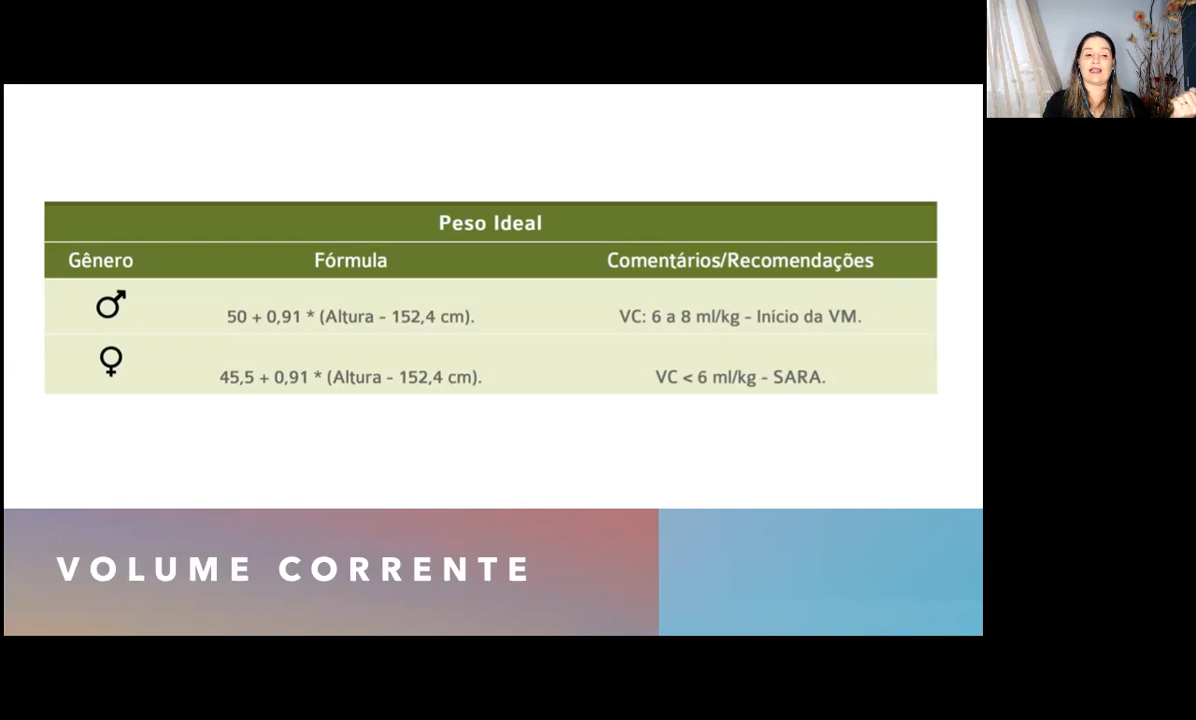 Peso Ideal
Gênero Fórmula Comentários/Recomendações
50 + 0,91 * (Altura - 152,4 cm). VC: 6 a 8 ml/kg - Início da VM.
45,5 + 0,91 * (Altura - 152,4 cm). VC < 6 ml/kg - SARA.
VOLUME CORRENTE